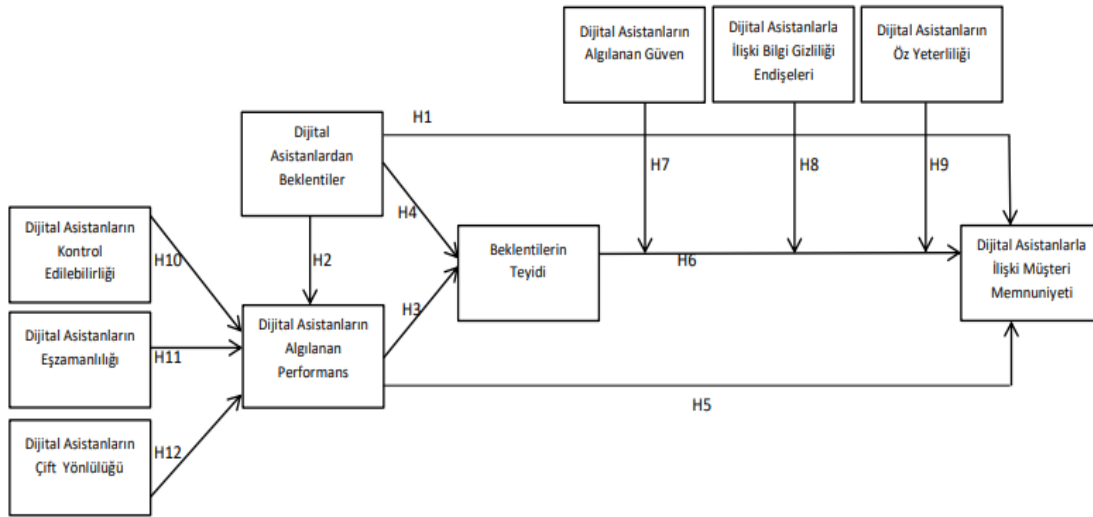 Dijital Asistanların
Algılanan Güven
Dijital Asistanlarla
İlişki Bilgi Gizliliği
Endişeleri
Dijital Asistanların
Öz Yeterliliği
H1
Dijital
Asistanlardan
Beklentiler
H7
H8
H9
H4
Dijital Asistanların
Kontrol
Edilebilirliği
H10
H2
Beklentilerin
Teyidi
H6
Dijital Asistanlarla
İlişki Müşteri
Memnuniyeti
H3
Dijital Asistanların
Eşzamanlılığı
H11
Dijital Asistanların
Algılanan
Performans
H5
Dijital Asistanların
Çift Yönlülüğü
H12